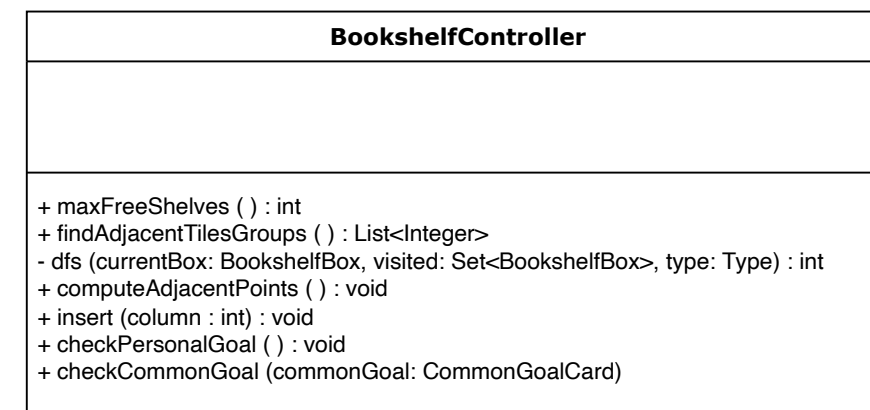 BookshelfController
+ maxFreeShelves ( ) : int
+ findAdjacentTilesGroups ( ) : List<Integer>
- dfs (currentBox: BookshelfBox, visited: Set<BookshelfBox>, type: Type) : int
+ computeAdjacentPoints ( ) : void
+ insert (column : int) : void
+ checkPersonalGoal ( ) : void
+ checkCommonGoal (commonGoal: CommonGoalCard)